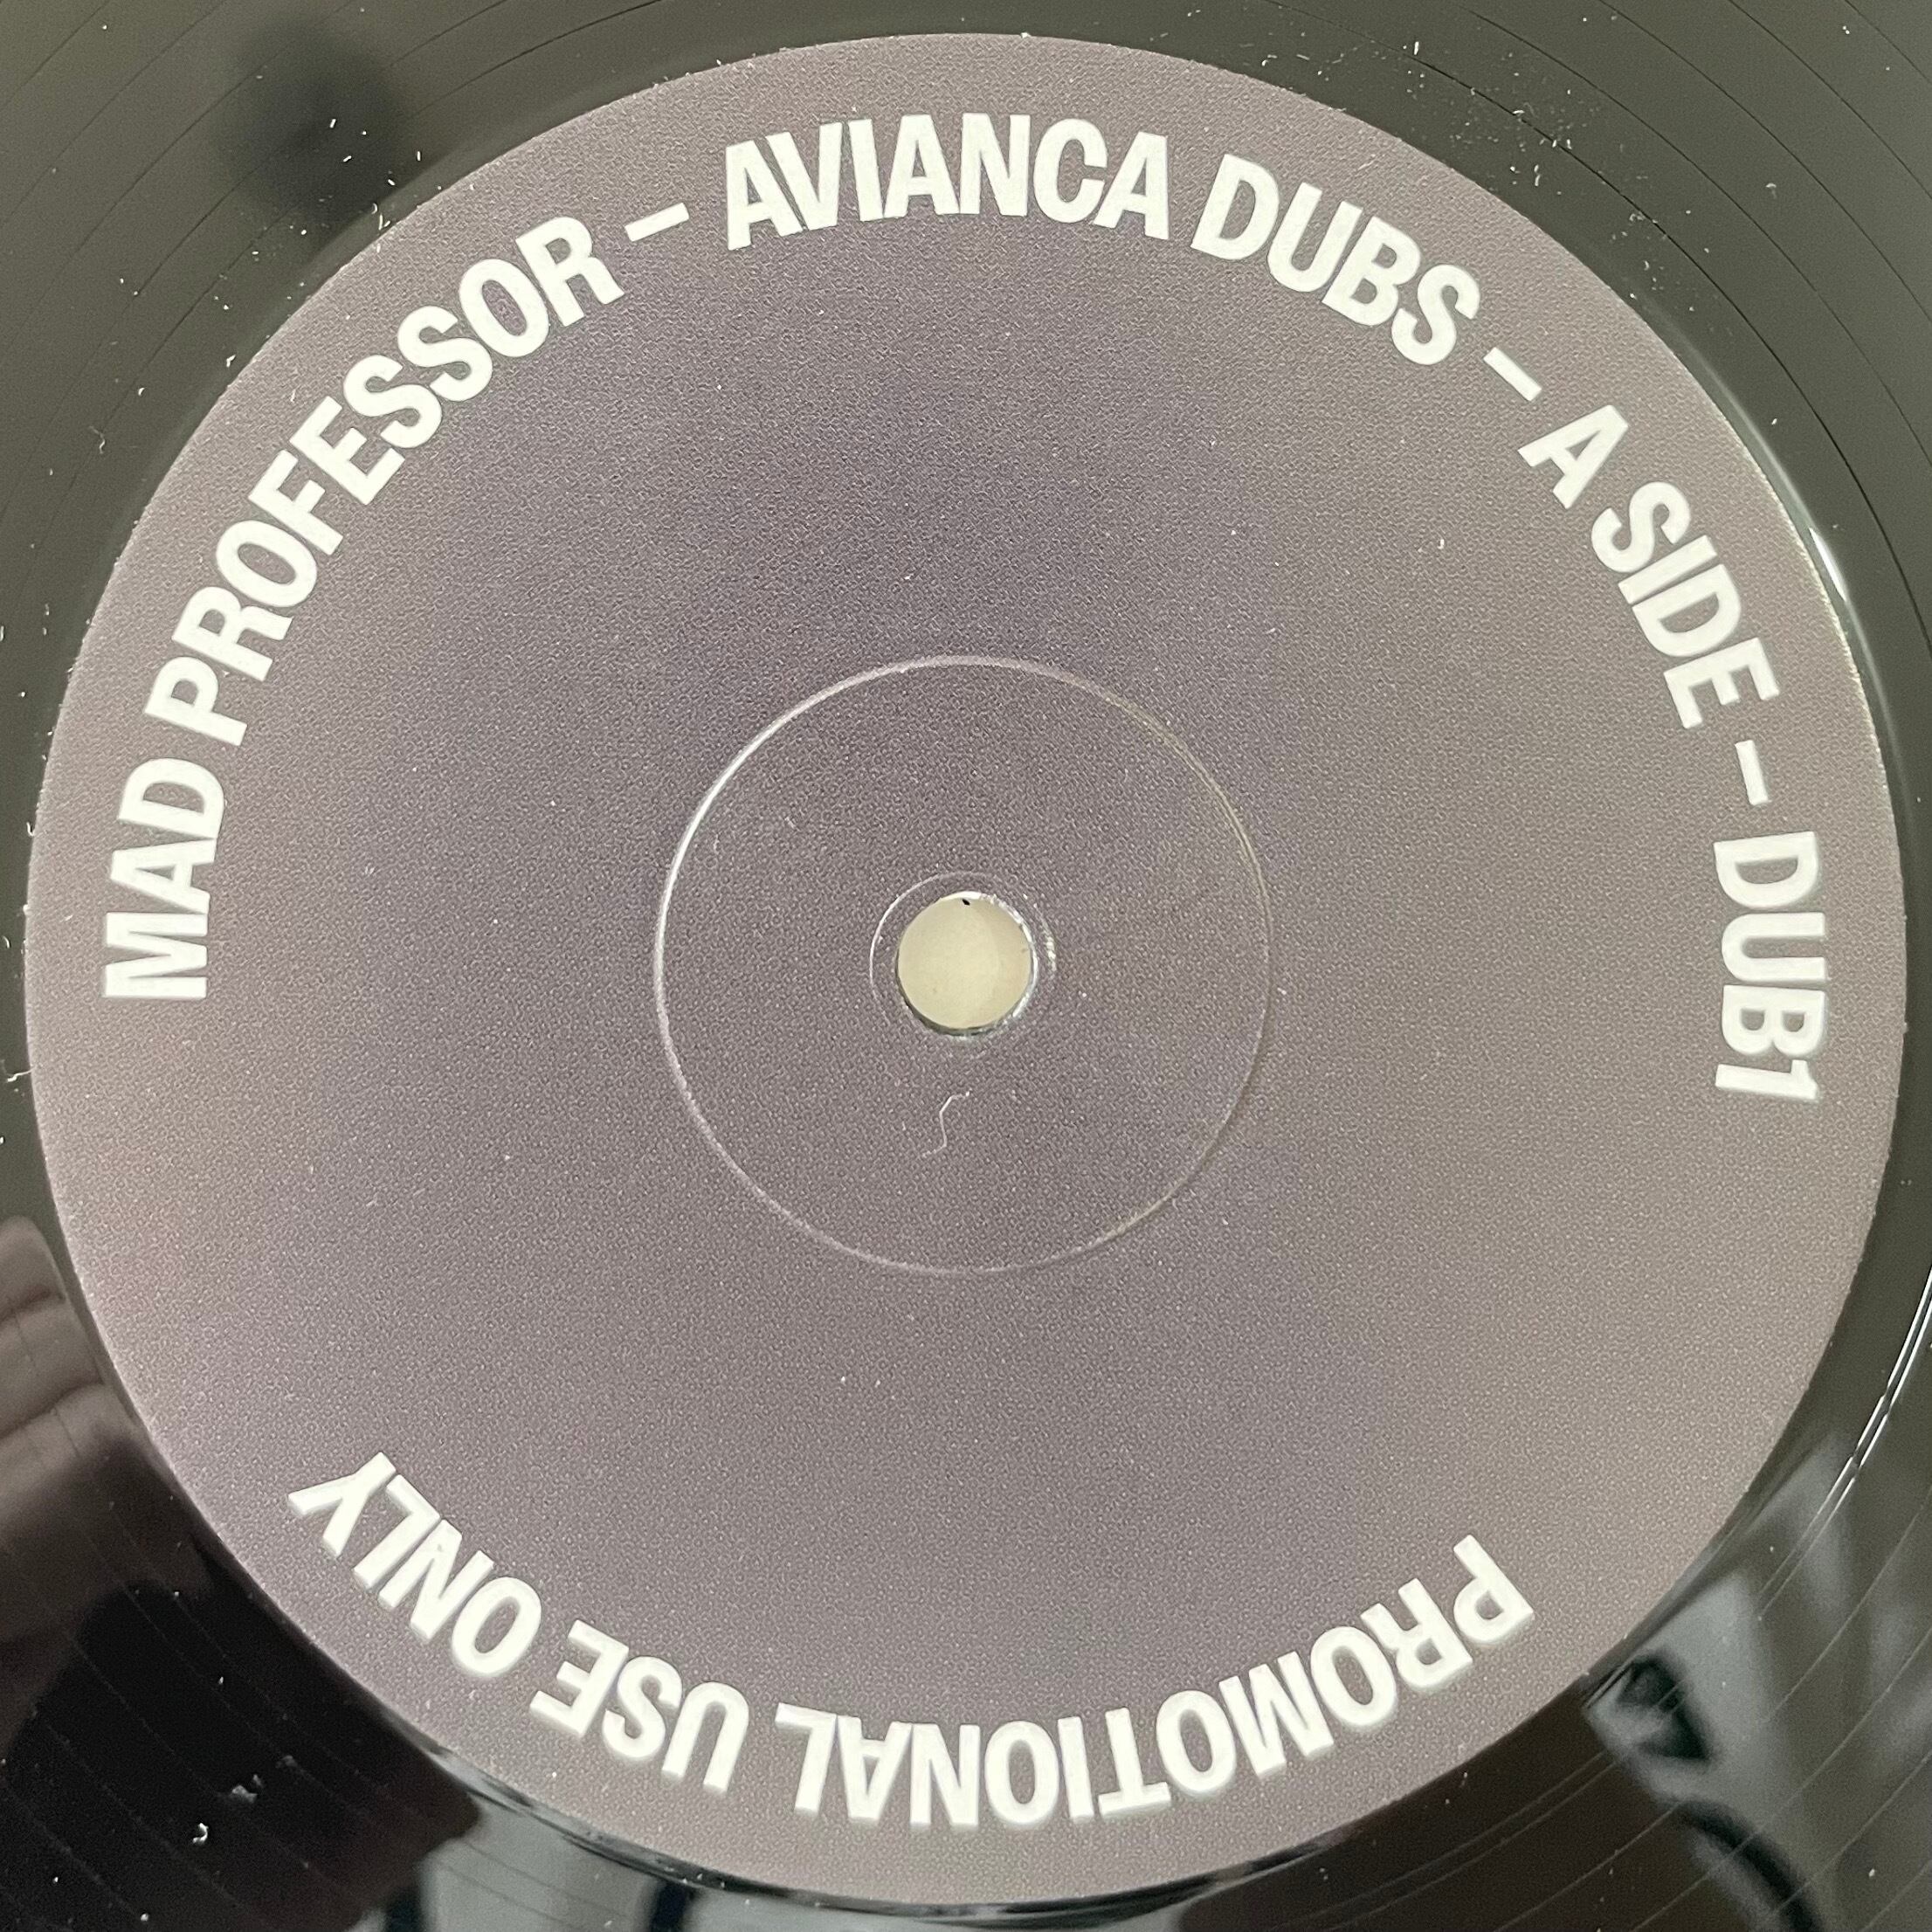 MAD PROFESSOR – AVIANCA DUBS – A SIDE – DUB1
PROMOTIONAL USE ONLY